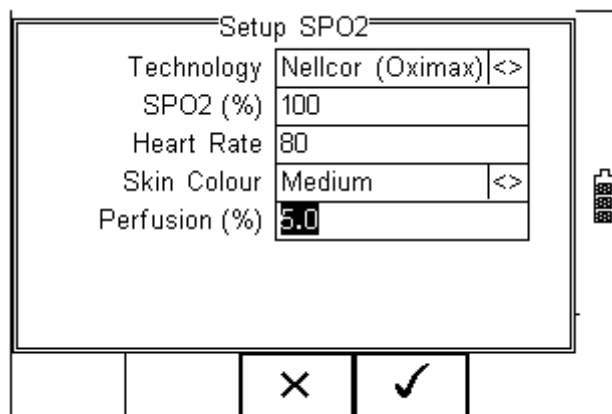 Setup SPO2
Technology Nellcor (Oximax) <>
SPO2 (%) 100
Heart Rate 80
Skin Colour Medium <>
Perfusion (%) 5.0